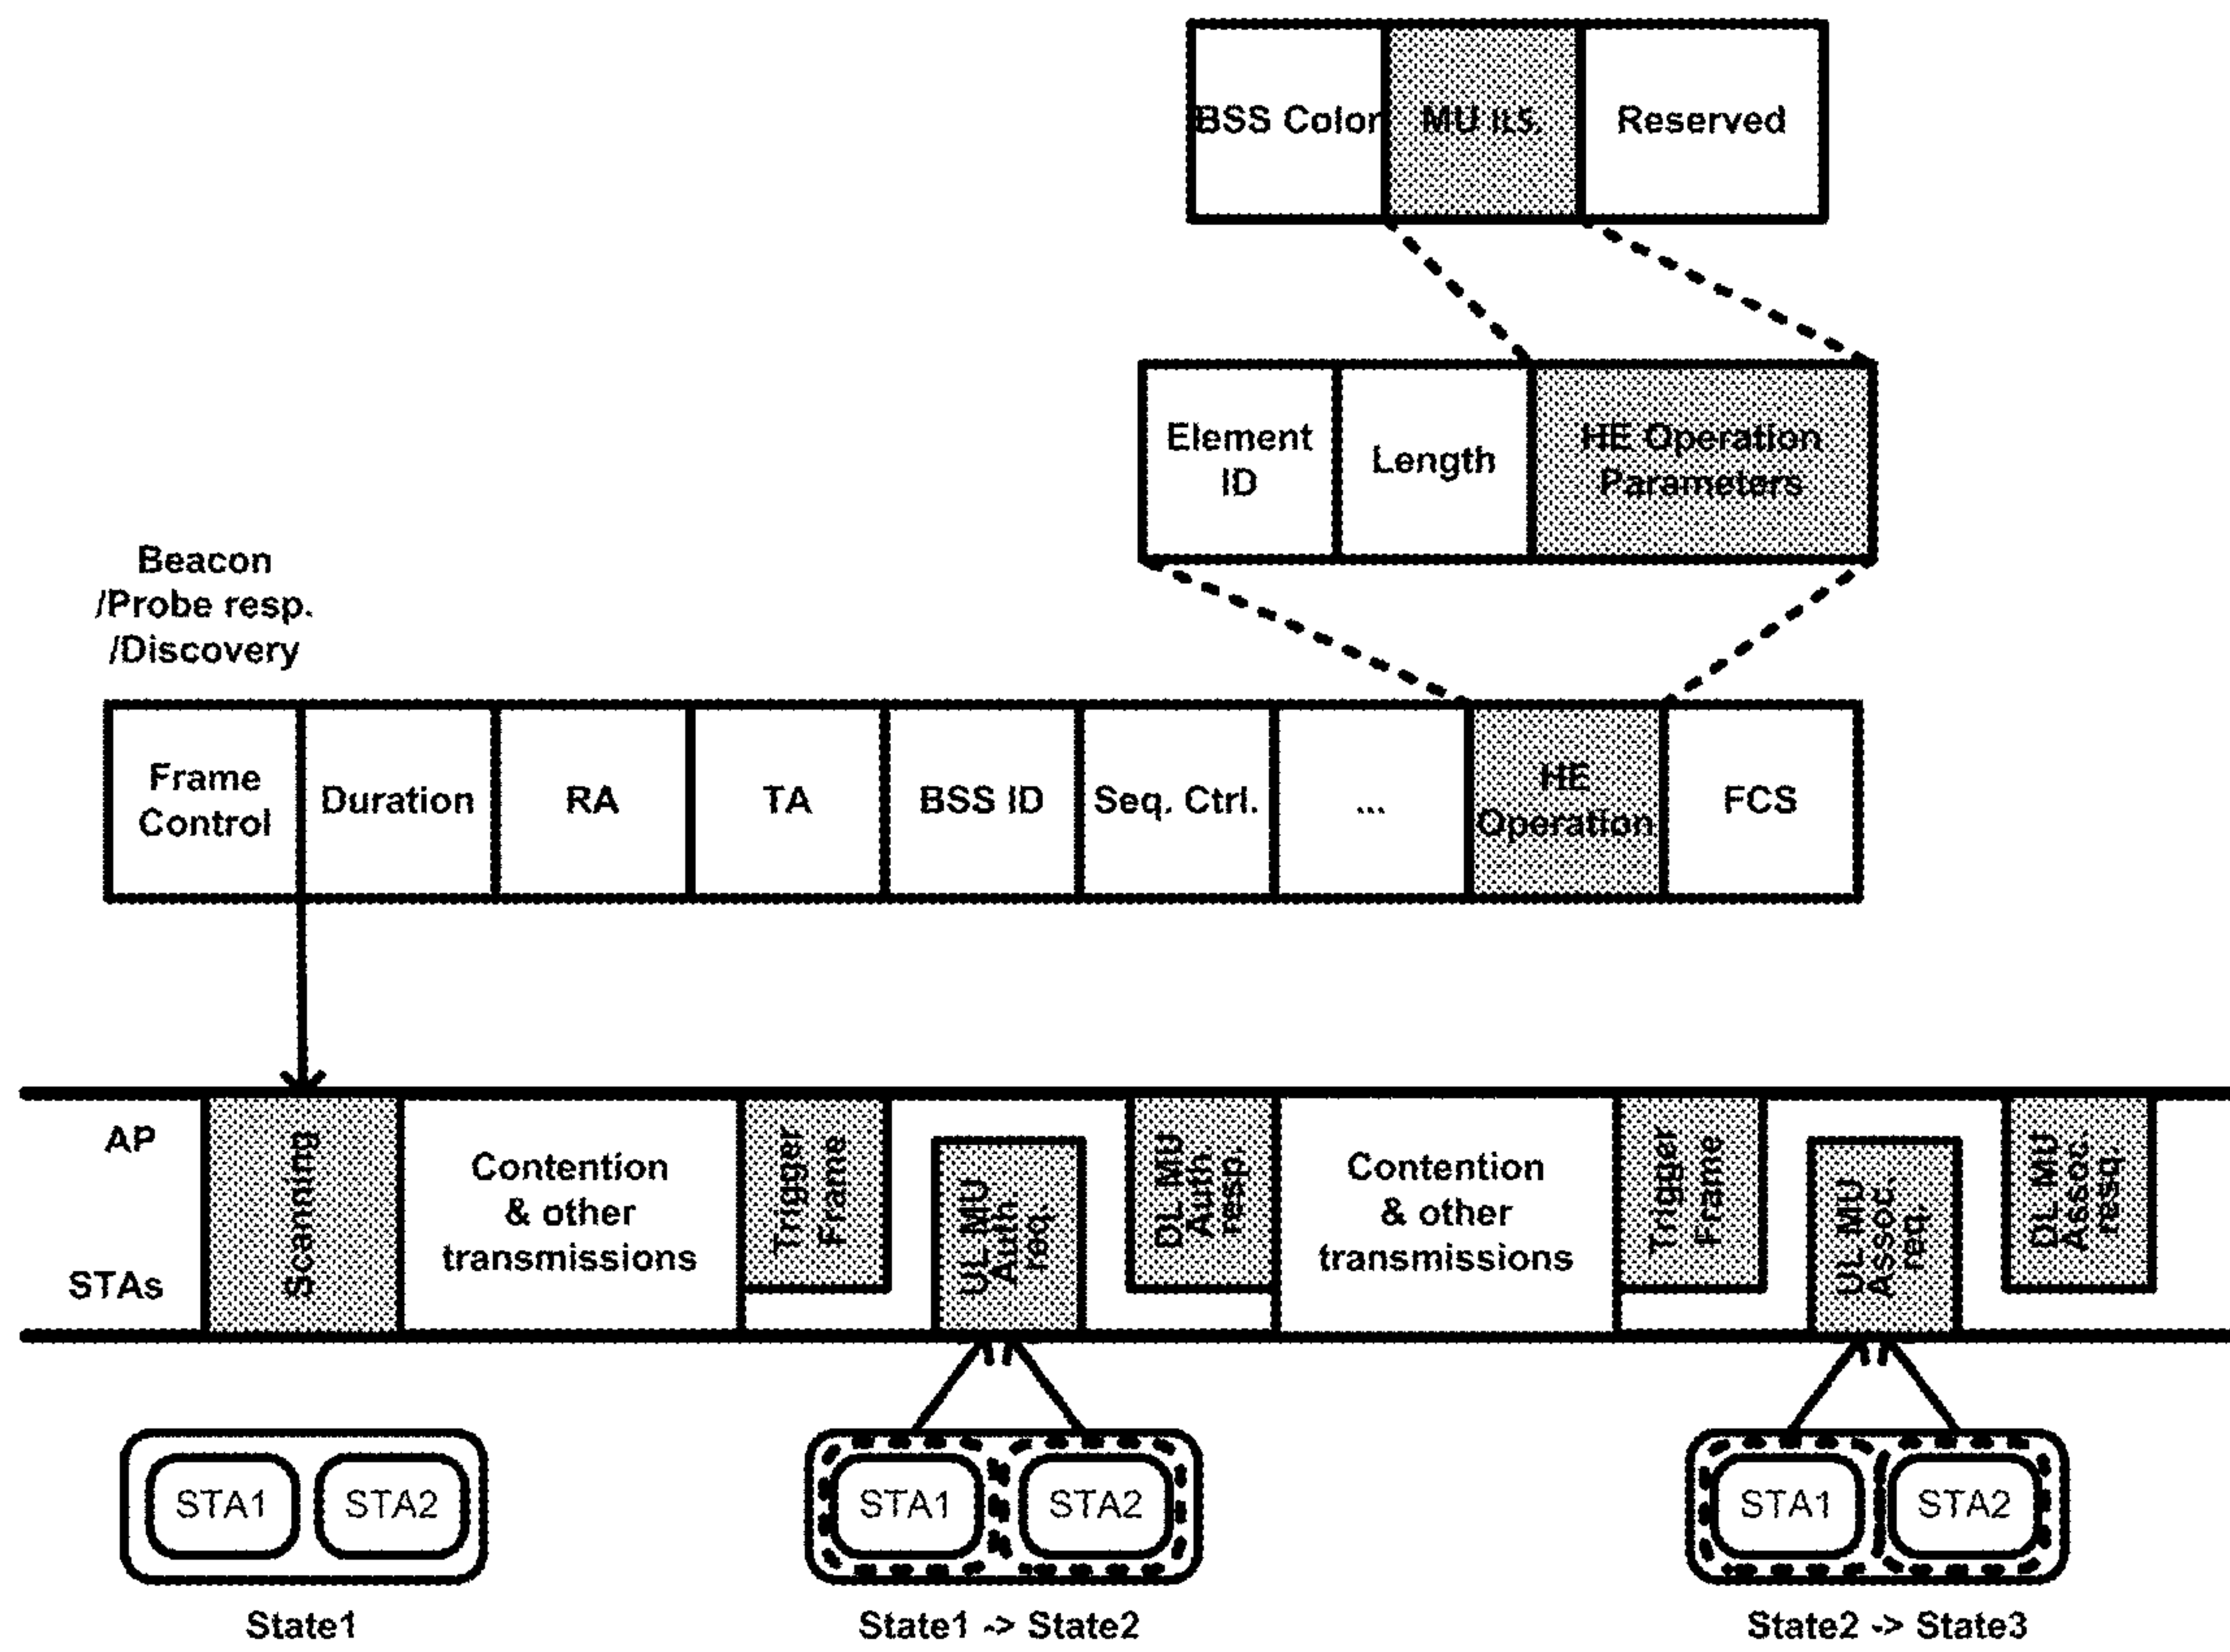 BSS Color
MU ILS.
Reserved
Element
ID
Length
HE Operation
Parameters
Beacon
/Probe resp.
/Discovery
Frame
Control
Duration
RA
TA
BSS ID
Seq. Ctrl.
...
HE
Operation
FCS
AP
STAs
Scanning
Contention
& other
transmissions
Trigger
Frame
UL MU
Auth
req.
DL MU
Auth
resp.
Contention
& other
transmissions
Trigger
Frame
UL MU
Assoc.
req.
DL MU
Assoc.
resq
STA1
STA2
State1
STA1
STA2
State1 -> State2
STA1
STA2
State2 -> State3